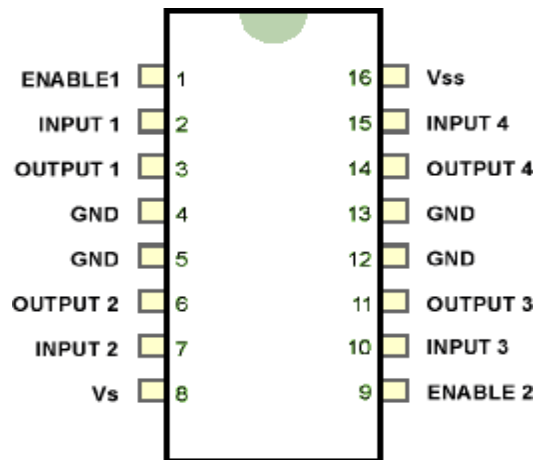 ENABLE1 1 16 Vss
INPUT 1 2 15 INPUT 4
OUTPUT 1 3 14 OUTPUT 4
GND 4 13 GND
GND 5 12 GND
OUTPUT 2 6 11 OUTPUT 3
INPUT 2 7 10 INPUT 3
Vs 8 9 ENABLE 2